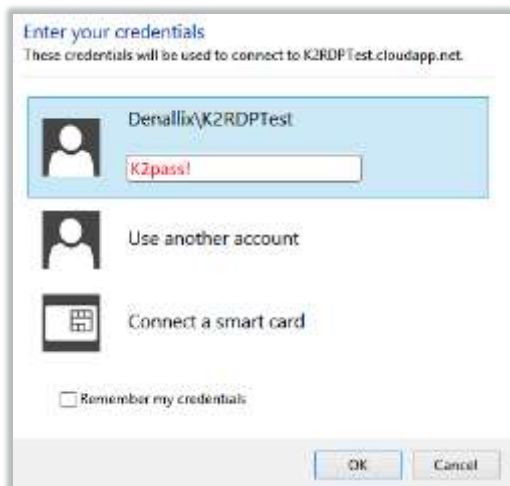 Enter your credentials
These credentials will be used to connect to K2RDPTest.cloudapp.net.
Denallix\K2RDPTest
K2pass!
Use another account
Connect a smart card
Remember my credentials
OK
Cancel